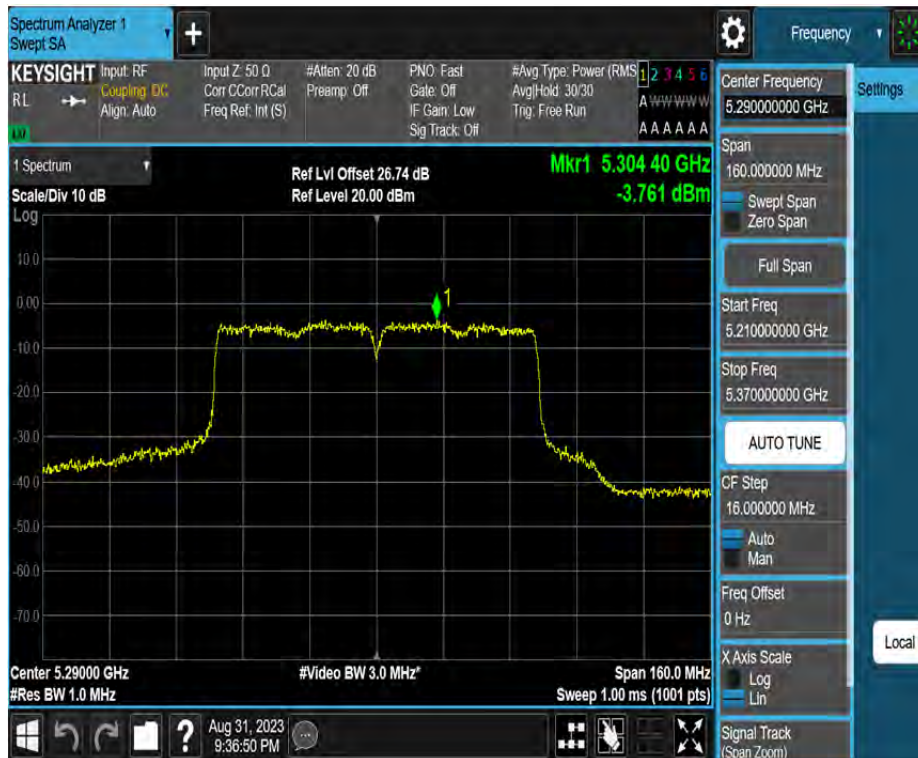 Spectrum Analyzer 1
Swept SA
+
Frequency
KEYSIGHT
RL
LXI
Input: RF
Coupling: DC
Align: Auto
Input Z: 50 Ω
Corr CCorr RCal
Freq Ref: Int (S)
#Atten: 20 dB
Preamp: Off
PNO: Fast
Gate: Off
IF Gain: Low
Sig Track: Off
#Avg Type: Power (RMS
Avg|Hold: 30/30
Trig: Free Run
1 2 3 4 5 6
A W W W W W
A A A A A A
1 Spectrum
Scale/Div 10 dB
Log
Ref Lvl Offset 26.74 dB
Ref Level 20.00 dBm
Mkr1 5.304 40 GHz
-3.761 dBm
10.0
0.00
-10.0
-20.0
-30.0
-40.0
-50.0
-60.0
-70.0
1
Center 5.29000 GHz
#Res BW 1.0 MHz
#Video BW 3.0 MHz*
Span 160.0 MHz
Sweep 1.00 ms (1001 pts)
?
Aug 31, 2023
9:36:50 PM
Center Frequency
5.290000000 GHz
Span
160.000000 MHz
Swept Span
Zero Span
Full Span
Start Freq
5.210000000 GHz
Stop Freq
5.370000000 GHz
AUTO TUNE
CF Step
16.000000 MHz
Auto
Man
Freq Offset
0 Hz
X Axis Scale
Log
Lin
Signal Track
(Span Zoom)
Settings
Local